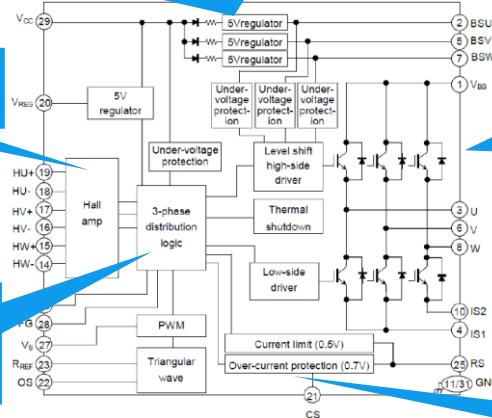 VCC 29
5Vregulator
2 BSU
5Vregulator
5 BSV
5Vregulator
7 BSW
1 VBB
VREG 20
5V
regulator
Under-
voltage
protect-
ion
Under-
voltage
protect-
ion
Under-
voltage
protect-
ion
Under-voltage
protection
Level shift
high-side
driver
HU+ 19
HU- 18
HV+ 17
HV- 16
HW+ 15
HW- 14
Hall
amp
3-phase
distribution
logic
Thermal
shutdown
3 U
6 V
8 W
Low-side
driver
10 IS2
4 IS1
FG 28
VS 27
PWM
RREF 23
OS 22
Triangular
wave
Current limit (0.5V)
Over-current protection (0.7V)
25 RS
11/31 GN
21
CS